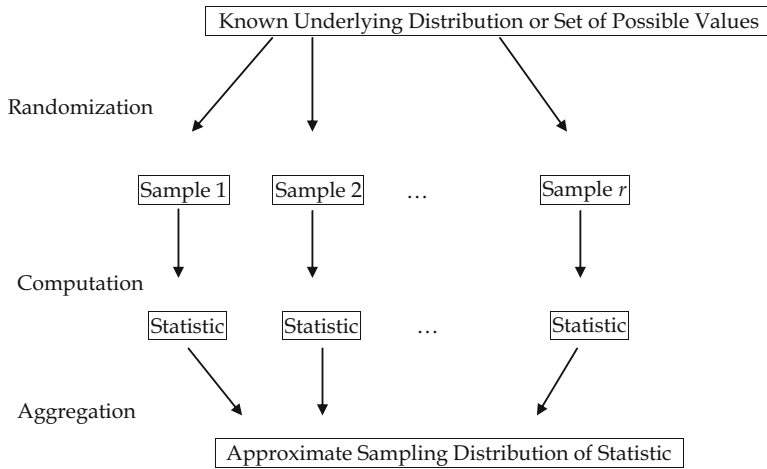 Known Underlying Distribution or Set of Possible Values
Randomization
Sample 1
Sample 2
…
Sample r
Computation
Statistic
Statistic
…
Statistic
Aggregation
Approximate Sampling Distribution of Statistic